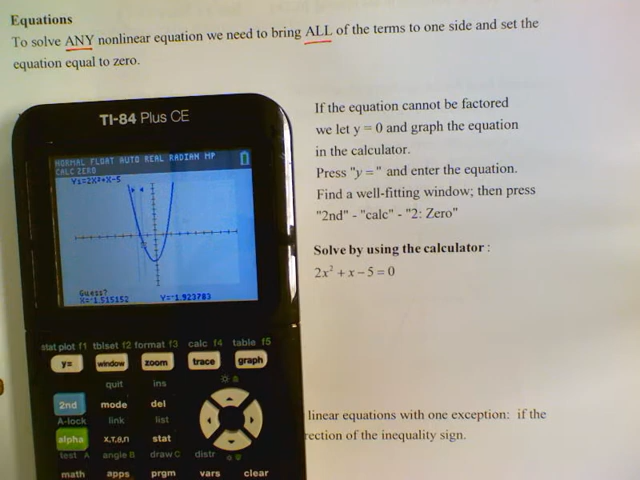 Equations
To solve ANY nonlinear equation we need to bring ALL of the terms to one side and set the
equation equal to zero.
TI-84 Plus CE
NORMAL FLOAT AUTO REAL RADIAN MP
CALC ZERO
Y1=2X²+X-5
Guess?
X=-1.515152 Y=-1.923783
If the equation cannot be factored
we let y = 0 and graph the equation
in the calculator.
Press "y = " and enter the equation.
Find a well-fitting window; then press
"2nd" - "calc" - "2: Zero"
Solve by using the calculator :
2x² + x − 5 = 0
stat plot f1 tblset f2 format f3 calc f4 table f5
y= window zoom trace graph
quit ins
2nd mode del
A-lock link list
alpha X,T,θ,n stat
test A angle B draw C distr
math apps prgm vars clear
linear equations with one exception: if the
rection of the inequality sign.